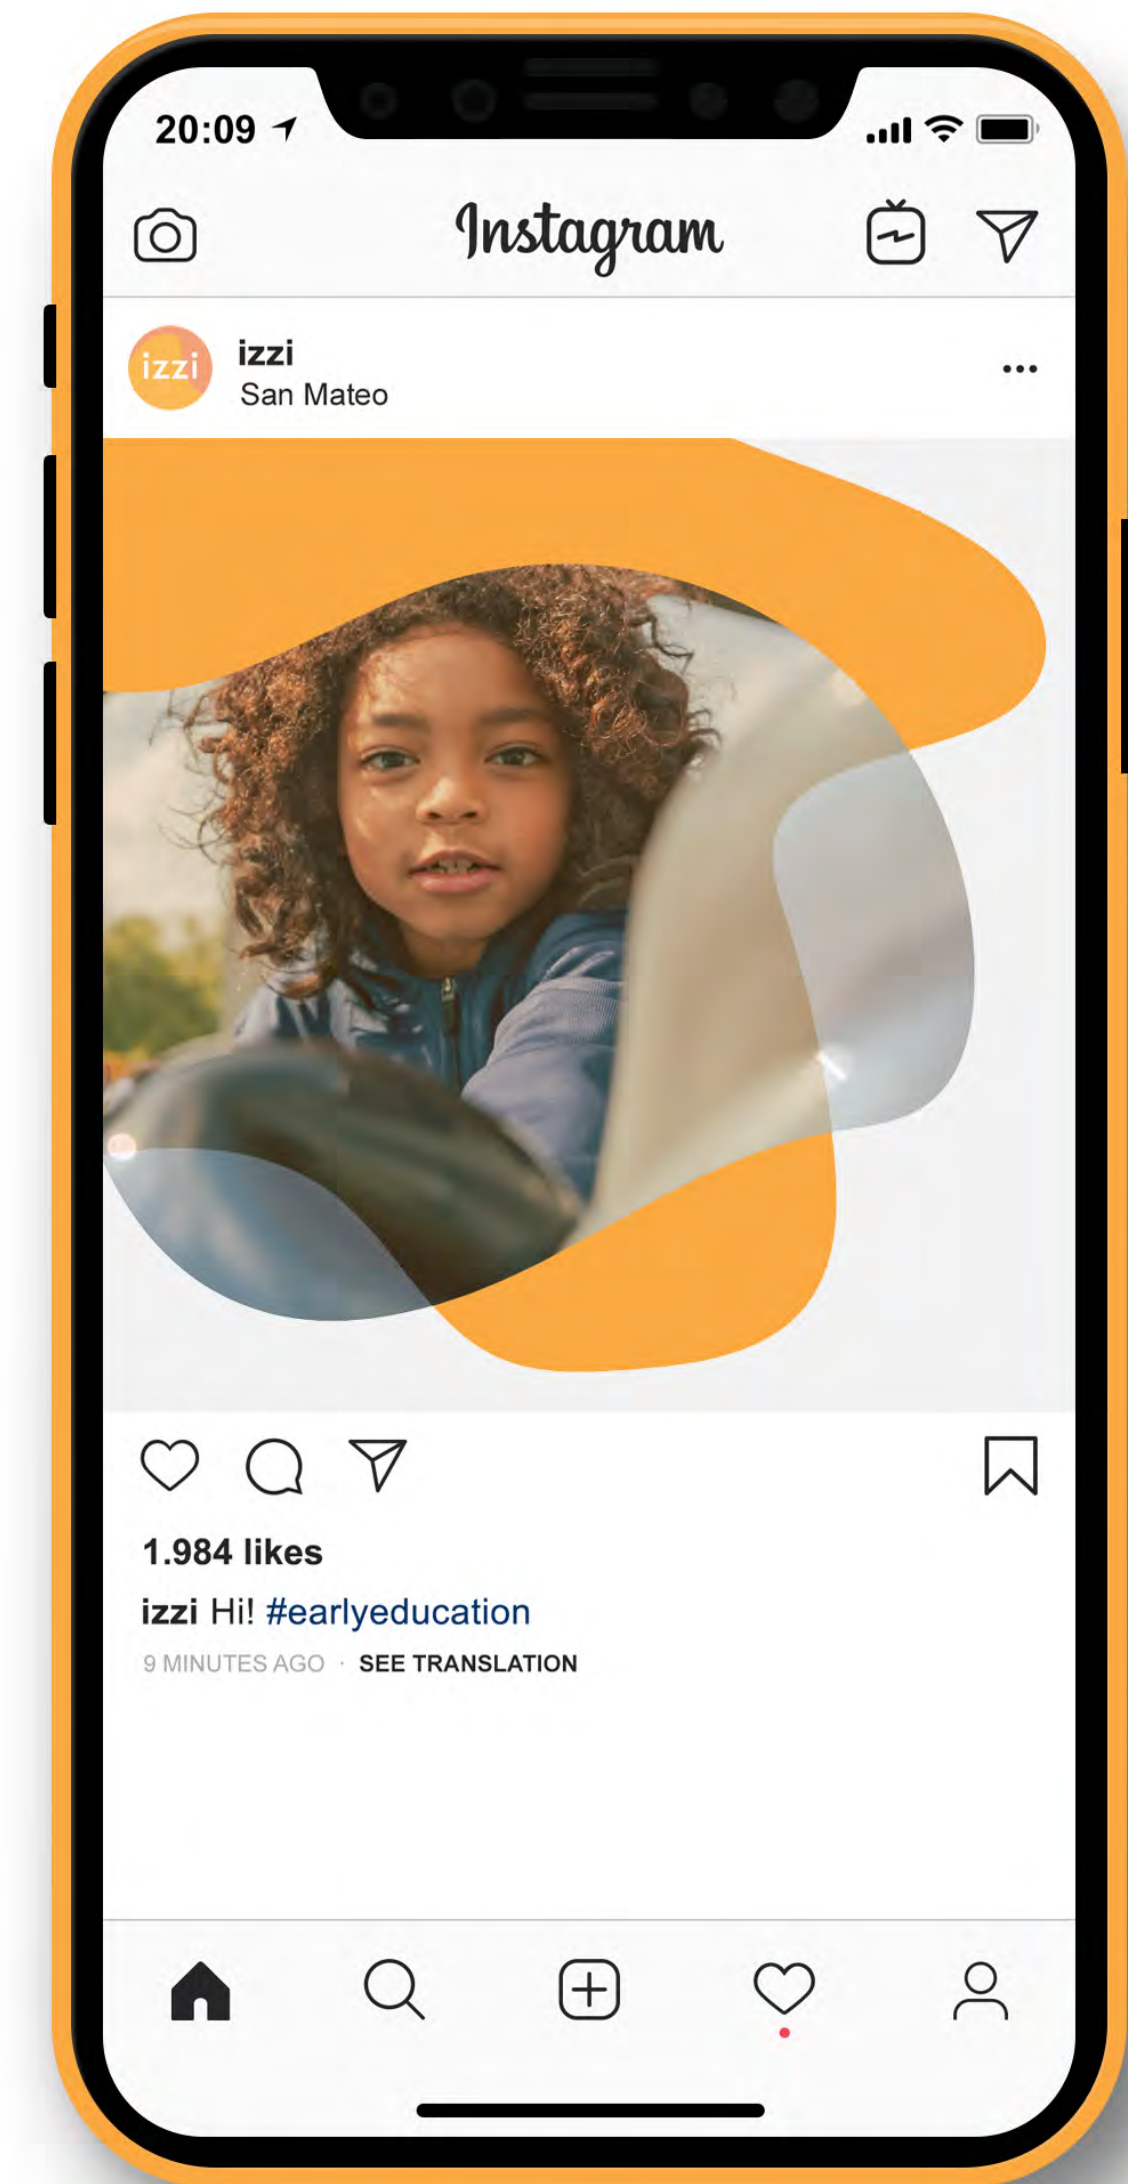 20:09
Instagram
izzi
izzi
San Mateo
1.984 likes
izzi Hi! #earlyeducation
9 MINUTES AGO · SEE TRANSLATION